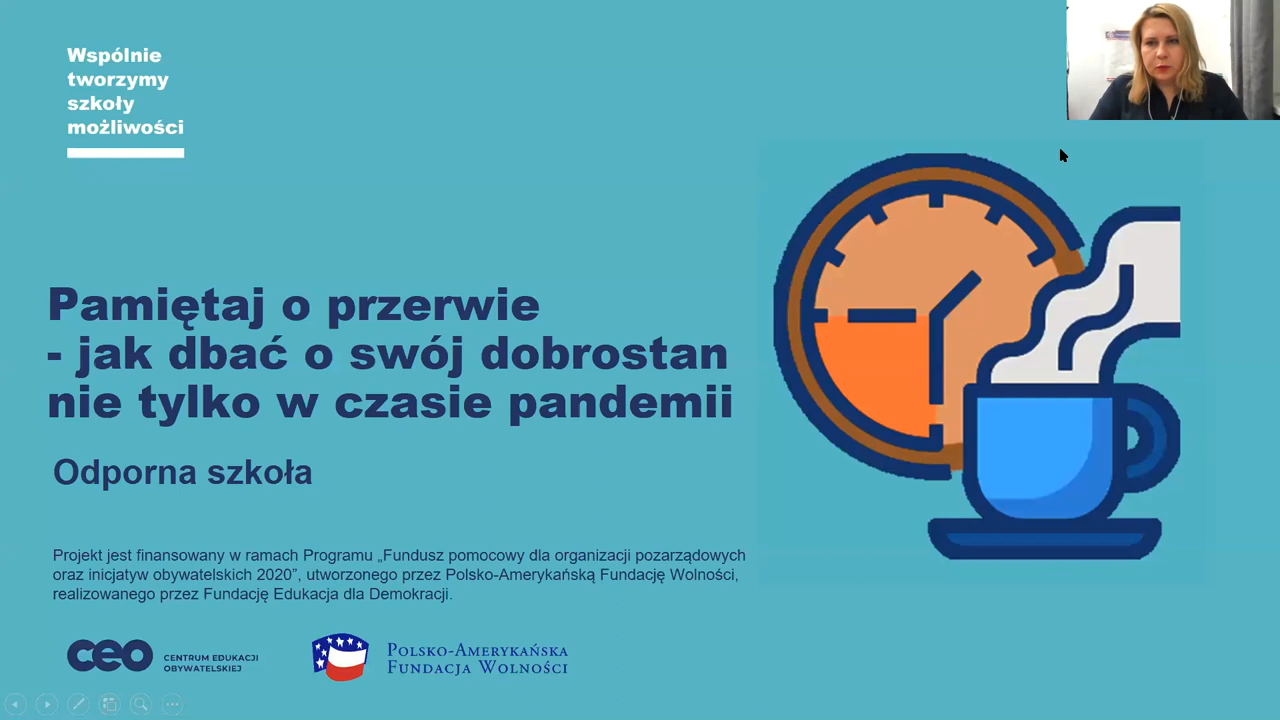 Wspólnie
tworzymy
szkoły
możliwości
Pamiętaj o przerwie
- jak dbać o swój dobrostan
nie tylko w czasie pandemii
Odporna szkoła
Projekt jest finansowany w ramach Programu „Fundusz pomocowy dla organizacji pozarządowych
oraz inicjatyw obywatelskich 2020”, utworzonego przez Polsko-Amerykańską Fundację Wolności,
realizowanego przez Fundację Edukacja dla Demokracji.
ceo
CENTRUM EDUKACJI
OBYWATELSKIEJ
Polsko-Amerykańska
Fundacja Wolności